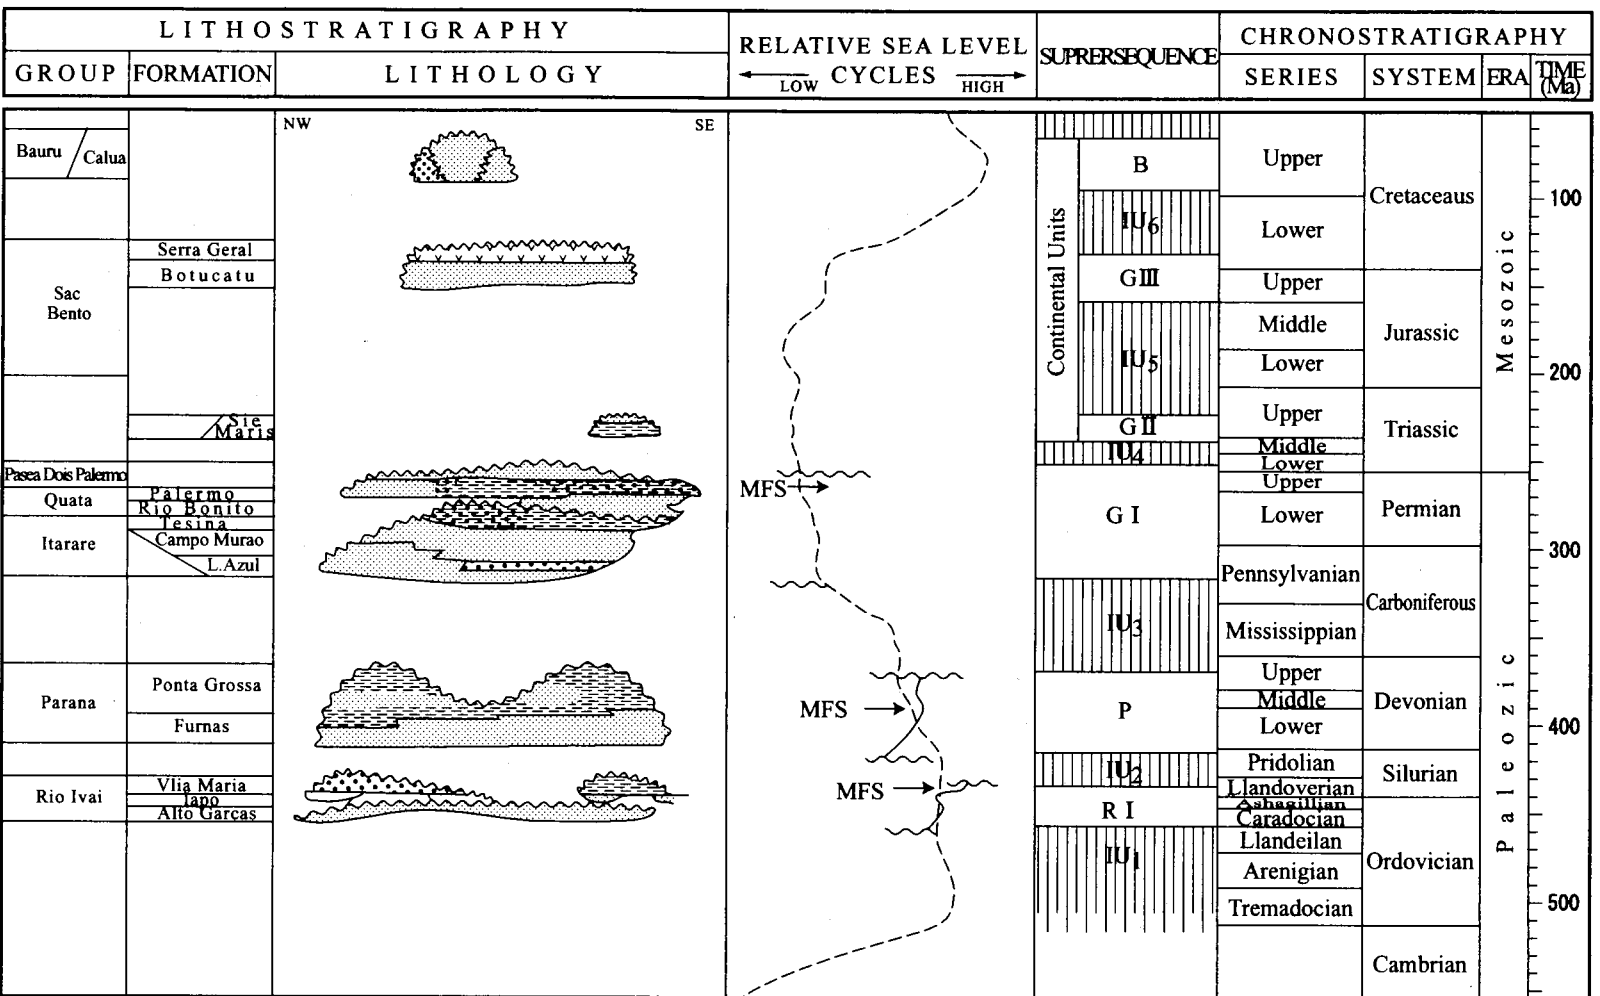 LITHOSTRATIGRAPHY
GROUP
FORMATION
LITHOLOGY
RELATIVE SEA LEVEL
CYCLES
LOW
HIGH
SUPRERSEQUENCE
CHRONOSTRATIGRAPHY
SERIES
SYSTEM
ERA
TIME
(Ma)
Bauru / Calua
Sac
Bento
Pasea Dois Palermo
Quata
Itarare
Parana
Rio Ivai
Serra Geral
Botucatu
Sie
Maris
Palermo
Rio Bonito
Tesina
Campo Murao
L.Azul
Ponta Grossa
Furnas
Vlia Maria
Iapo
Alto Garcas
NW
SE
MFS
MFS
MFS
Continental Units
B
IU6
GIII
IU5
GII
IU4
G I
IU3
P
IU2
R I
IU1
Upper
Lower
Upper
Middle
Lower
Upper
Middle
Lower
Upper
Lower
Pennsylvanian
Mississippian
Upper
Middle
Lower
Pridolian
Llandoverian
Ashagillian
Caradocian
Llandeilan
Arenigian
Tremadocian
Cretaceaus
Jurassic
Triassic
Permian
Carboniferous
Devonian
Silurian
Ordovician
Cambrian
Mesozoic
Paleozoic
100
200
300
400
500